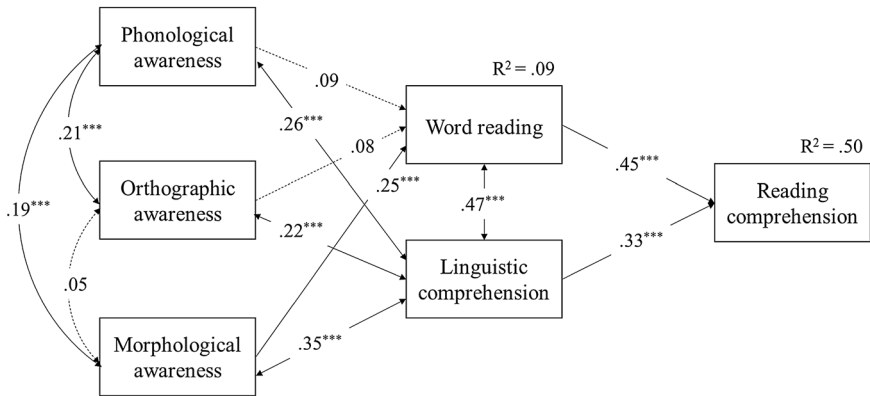 Phonological
awareness
R² = .09
.09
.26***
Word reading
.21***
.08
R² = .50
.45***
Orthographic
awareness
.25***
.19***
.47***
Reading
comprehension
.22***
.33***
Linguistic
comprehension
.05
.35***
Morphological
awareness